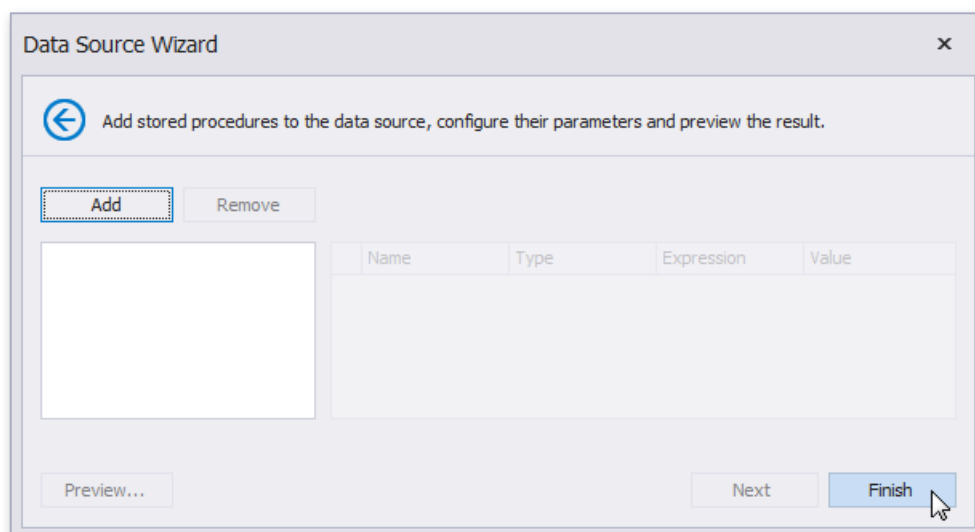 Data Source Wizard
Add stored procedures to the data source, configure their parameters and preview the result.
Add Remove
Name Type Expression Value
Preview... Next Finish